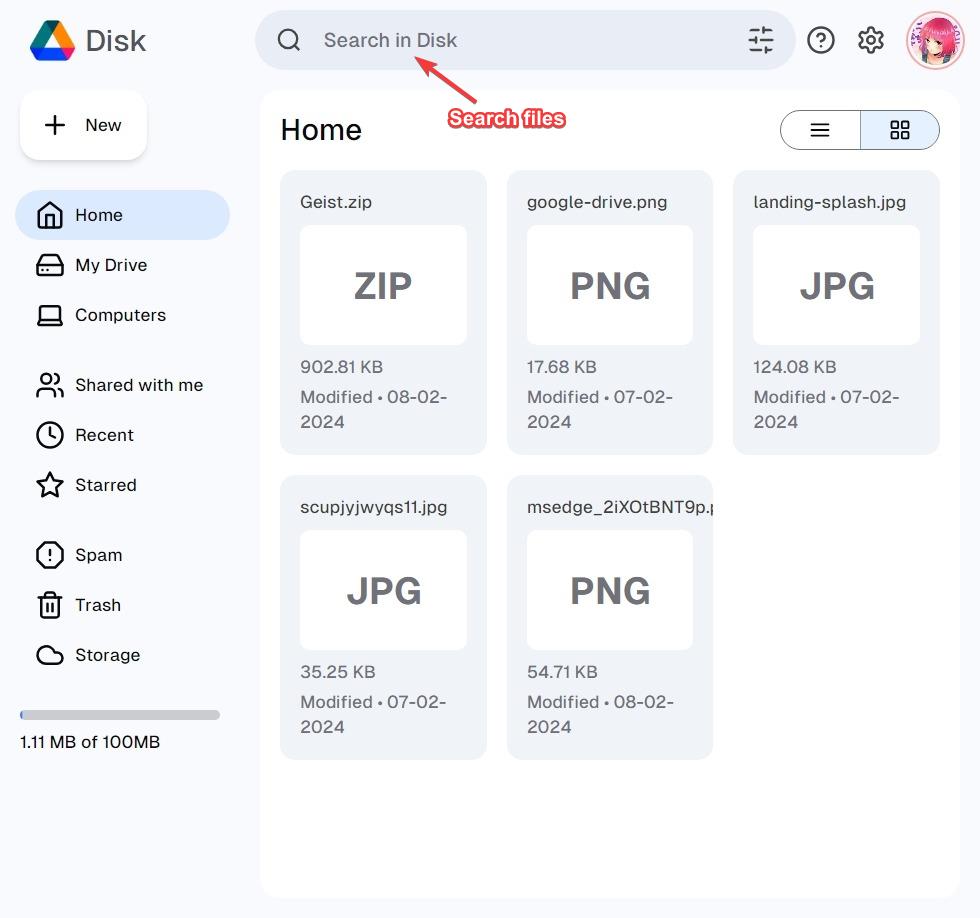 Disk
Search in Disk
Search files
New
Home
My Drive
Computers
Shared with me
Recent
Starred
Spam
Trash
Storage
1.11 MB of 100MB
Home
Geist.zip
ZIP
902.81 KB
Modified • 08-02-
2024
google-drive.png
PNG
17.68 KB
Modified • 07-02-
2024
landing-splash.jpg
JPG
124.08 KB
Modified • 07-02-
2024
scupjyjwyqs11.jpg
JPG
35.25 KB
Modified • 07-02-
2024
msedge_2iXOtBNT9p.p
PNG
54.71 KB
Modified • 08-02-
2024